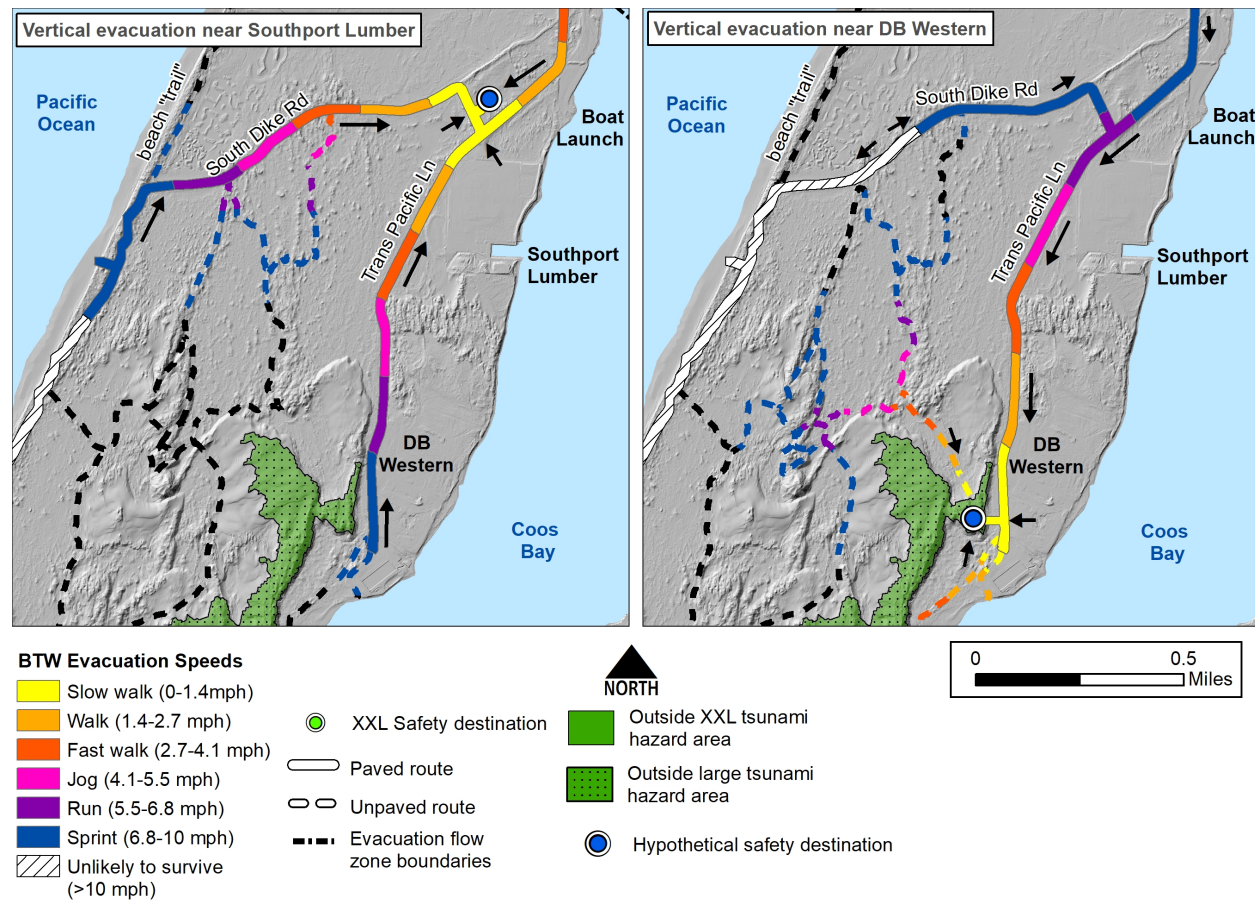 Vertical evacuation near Southport Lumber
Pacific
Ocean
beach "trail"
South Dike Rd
Trans Pacific Ln
Boat
Launch
Southport
Lumber
DB
Western
Coos
Bay
Vertical evacuation near DB Western
Pacific
Ocean
beach "trail"
South Dike Rd
Trans Pacific Ln
Boat
Launch
Southport
Lumber
DB
Western
Coos
Bay
BTW Evacuation Speeds
Slow walk (0-1.4mph)
Walk (1.4-2.7 mph)
Fast walk (2.7-4.1 mph)
Jog (4.1-5.5 mph)
Run (5.5-6.8 mph)
Sprint (6.8-10 mph)
Unlikely to survive
(>10 mph)
XXL Safety destination
Paved route
Unpaved route
Evacuation flow
zone boundaries
NORTH
Outside XXL tsunami
hazard area
Outside large tsunami
hazard area
Hypothetical safety destination
0 0.5
Miles